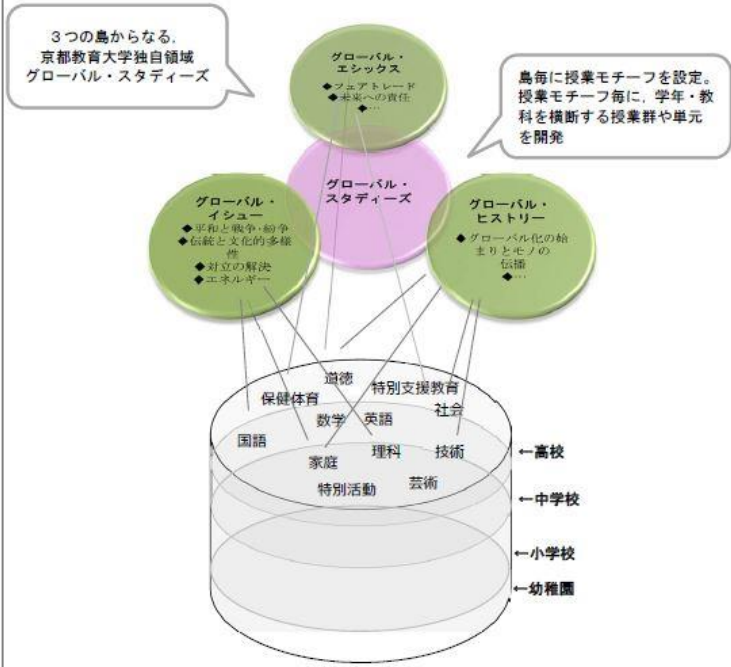 ３つの島からなる,
京都教育大学独自領域
グローバル・スタディーズ
グローバル・
エシックス
◆フェアトレード
◆未来への責任
◆…
島毎に授業モチーフを設定。
授業モチーフ毎に, 学年・教
科を横断する授業群や単元
を開発
グローバル・
スタディーズ
グローバル・
イシュー
◆平和と戦争・紛争
◆伝統と文化的多様
性
◆対立の解決
◆エネルギー
グローバル・
ヒストリー
◆グローバル化の始
まりとモノの
伝播
◆…
道徳
特別支援教育
保健体育
社会
数学
英語
国語
理科
技術
家庭
芸術
特別活動
←高校
←中学校
←小学校
←幼稚園